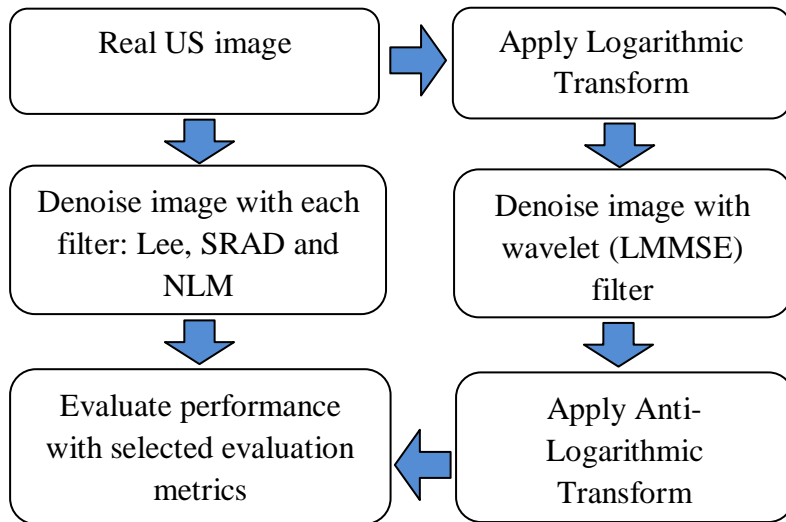 Real US image
Apply Logarithmic
Transform
Denoise image with each
filter: Lee, SRAD and
NLM
Denoise image with
wavelet (LMMSE)
filter
Evaluate performance
with selected evaluation
metrics
Apply Anti-
Logarithmic
Transform